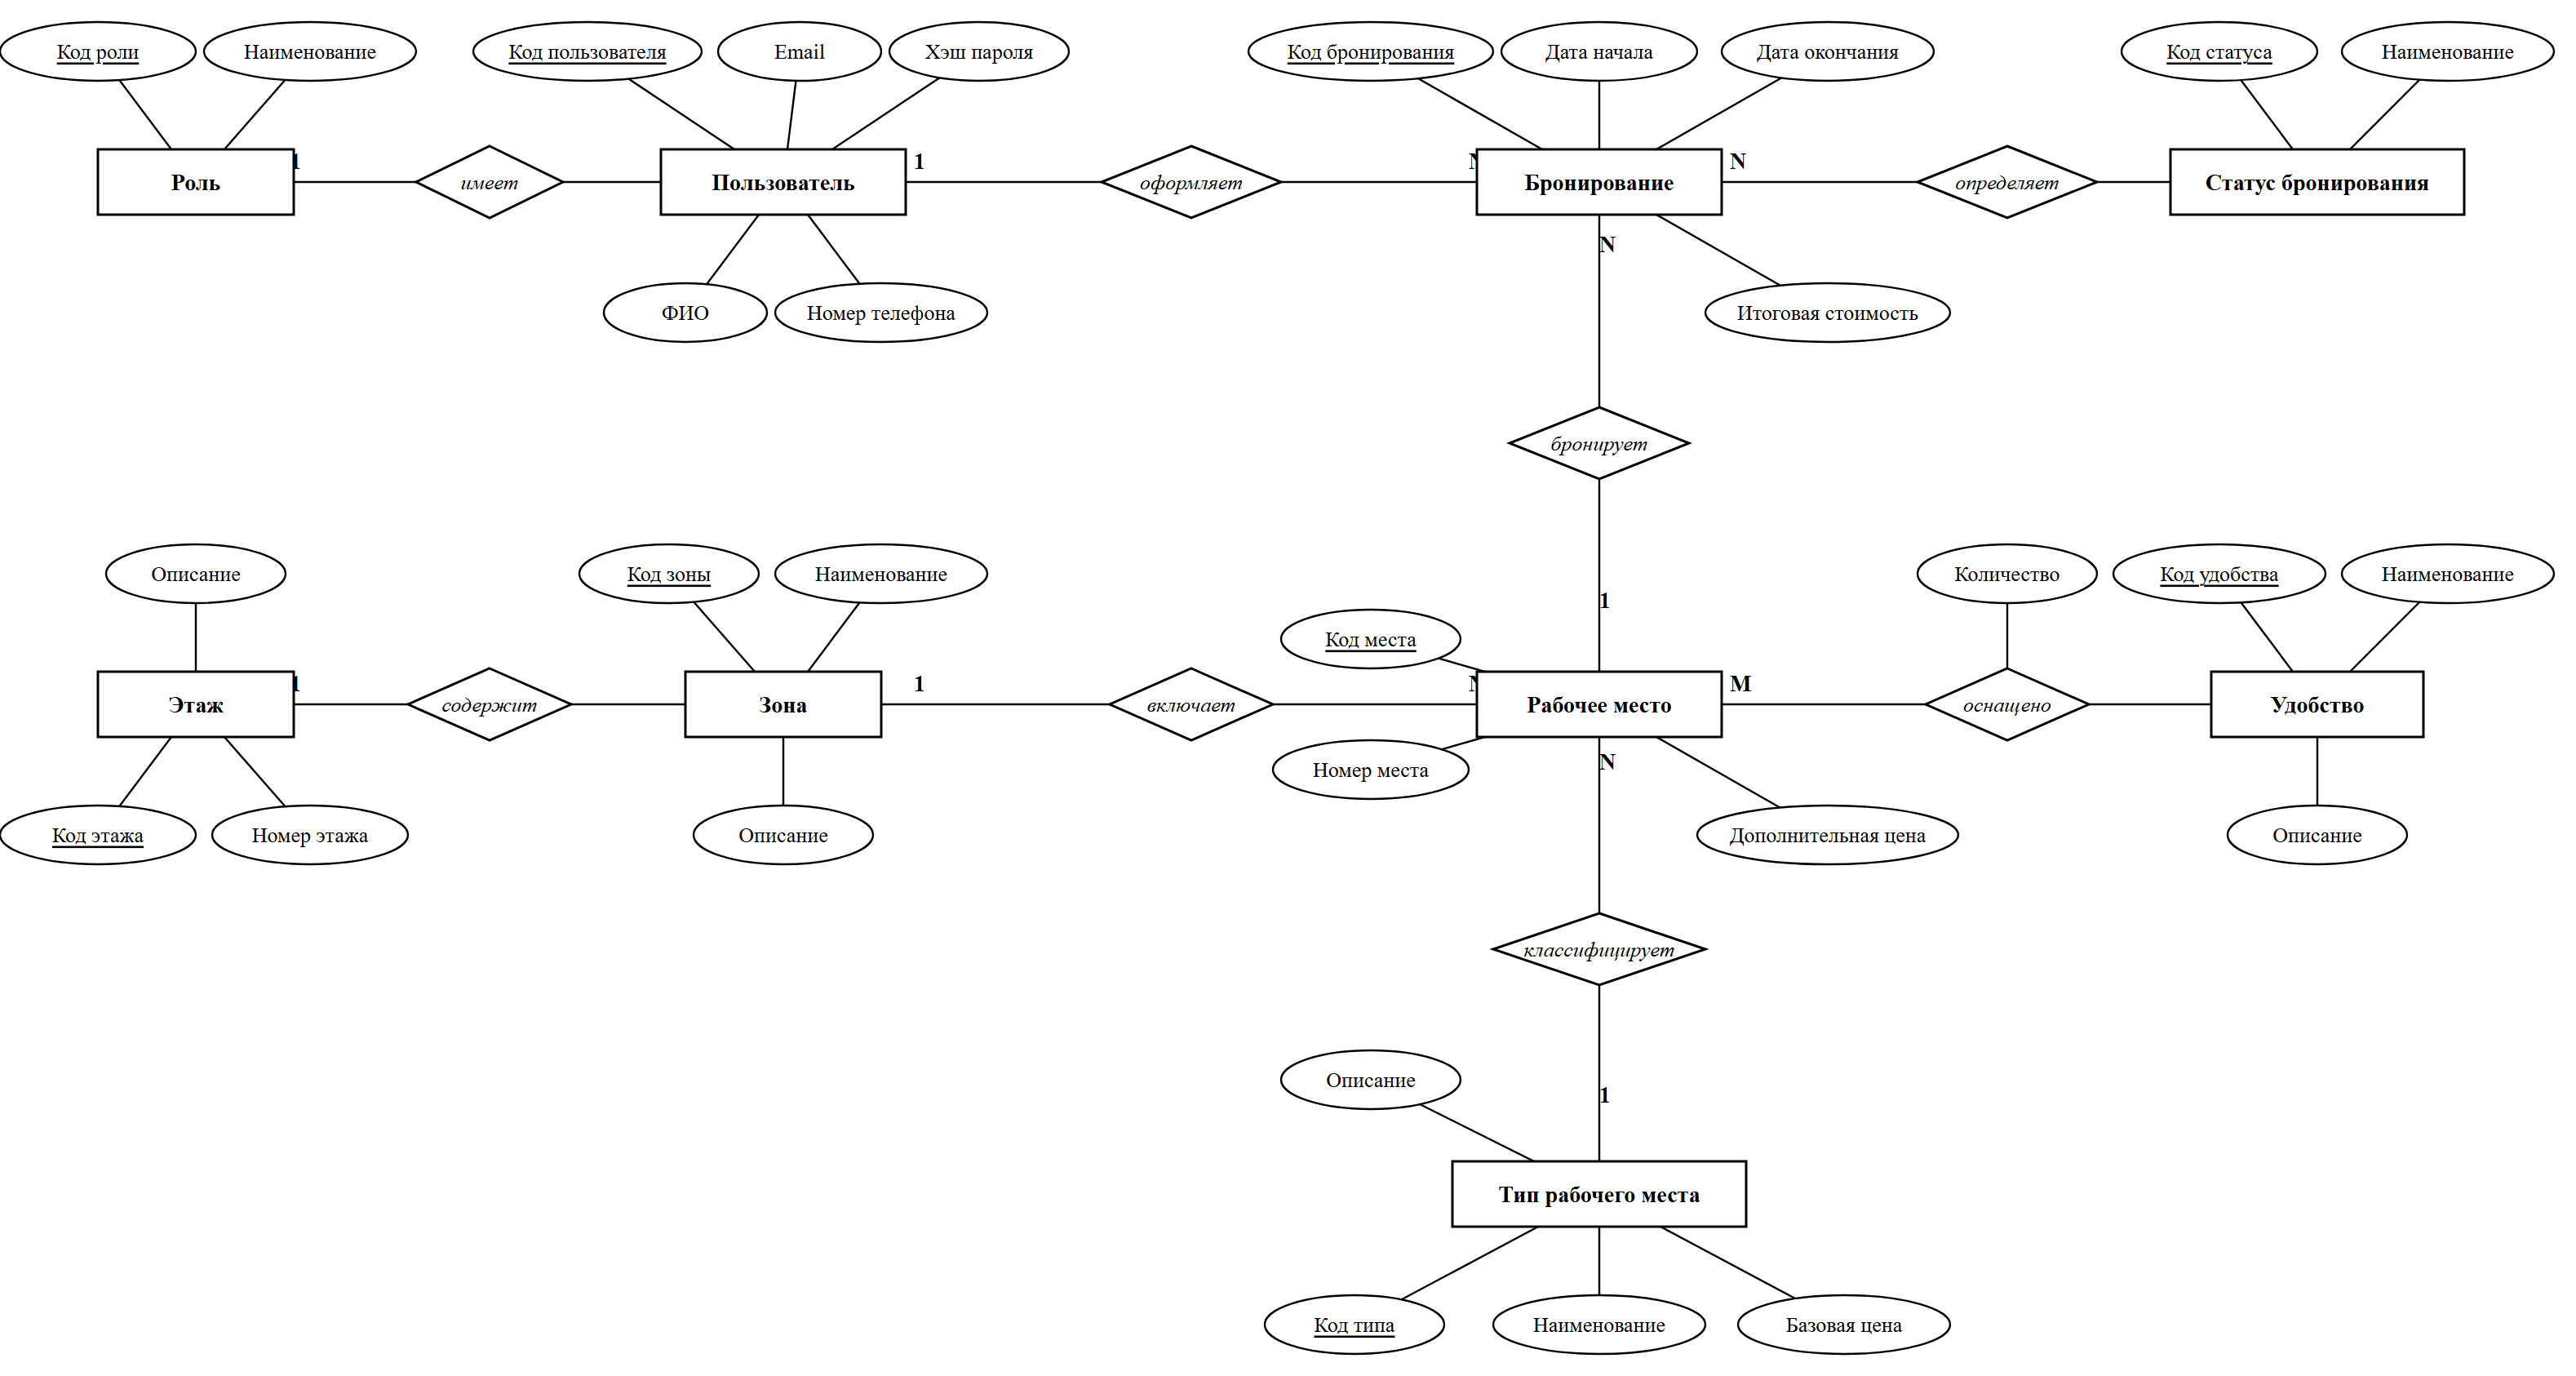 Код роли
Наименование
Код пользователя
Email
Хэш пароля
Код бронирования
Дата начала
Дата окончания
Код статуса
Наименование
1
1
N
N
Роль
имеет
Пользователь
оформляет
Бронирование
определяет
Статус бронирования
N
ФИО
Номер телефона
Итоговая стоимость
бронирует
Описание
Код зоны
Наименование
Количество
Код удобства
Наименование
1
Код места
1
1
N
M
Этаж
содержит
Зона
включает
Рабочее место
оснащено
Удобство
N
Номер места
Код этажа
Номер этажа
Описание
Дополнительная цена
Описание
классифицирует
Описание
1
Тип рабочего места
Код типа
Наименование
Базовая цена